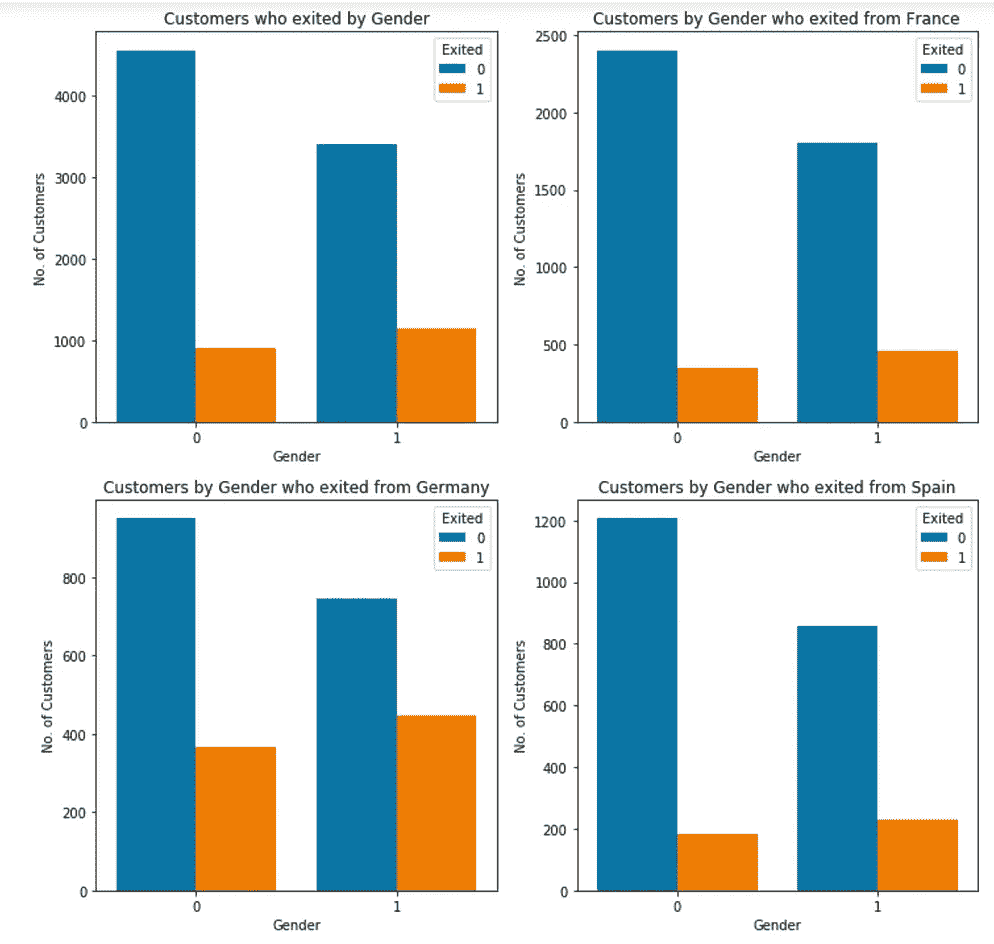 Customers who exited by Gender
Exited
0
1
4000
3000
2000
1000
0
No. of Customers
0
1
Gender
Customers by Gender who exited from France
Exited
0
1
2500
2000
1500
1000
500
0
No. of Customers
0
1
Gender
Customers by Gender who exited from Germany
Exited
0
1
800
600
400
200
0
No. of Customers
0
1
Gender
Customers by Gender who exited from Spain
Exited
0
1
1200
1000
800
600
400
200
0
No. of Customers
0
1
Gender